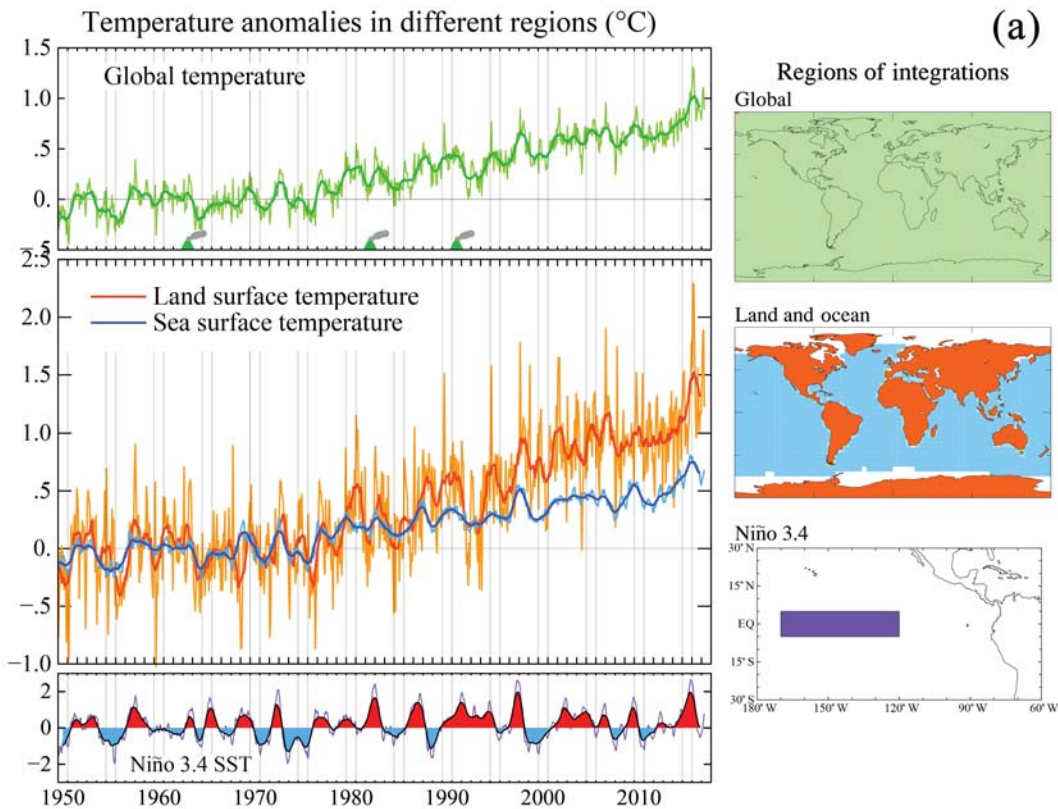 Temperature anomalies in different regions (°C)
(a)
1.5
1.0
.5
0.
-.5
Global temperature
2.5
2.0
1.5
1.0
.5
0.
-.5
-1.0
Land surface temperature
Sea surface temperature
2
0
-2
Niño 3.4 SST
1950 1960 1970 1980 1990 2000 2010
Regions of integrations
Global
Land and ocean
Niño 3.4
30°N
15°N
EQ
15°S
30°S
180°W 150°W 120°W 90°W 60°W